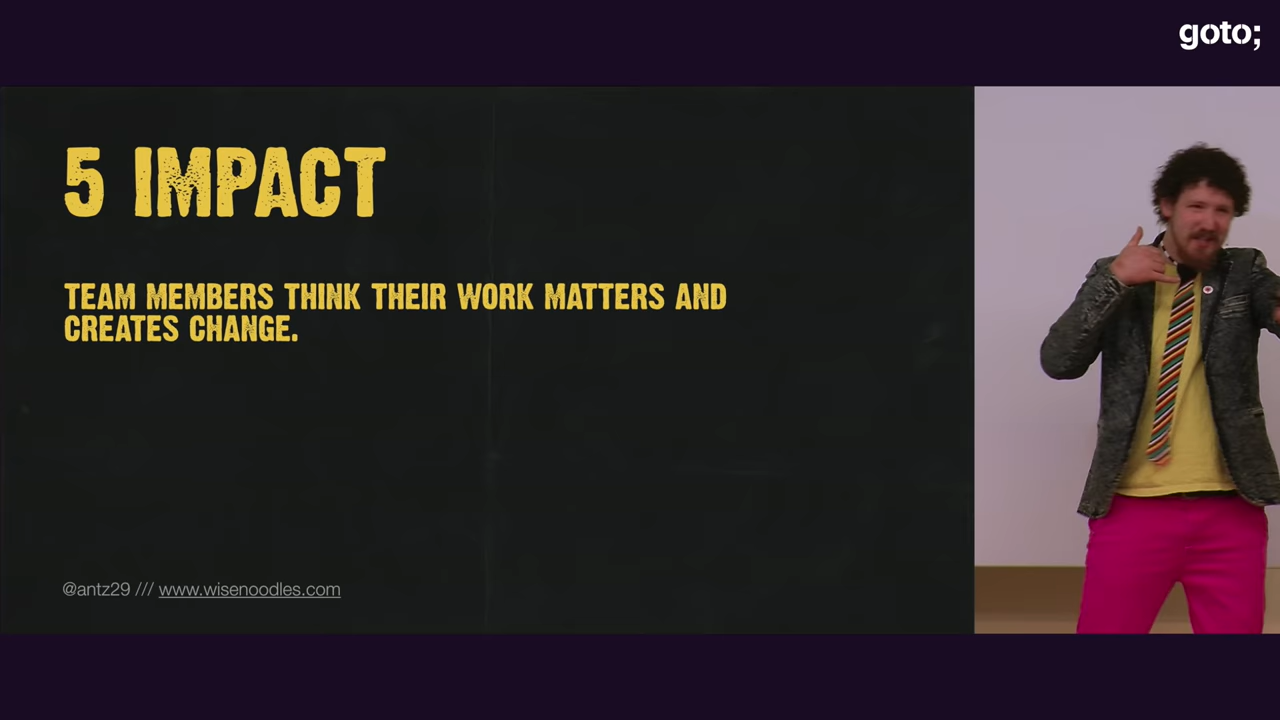 goto;
5 IMPACT
TEAM MEMBERS THINK THEIR WORK MATTERS AND
CREATES CHANGE.
@antz29 /// www.wisenoodles.com